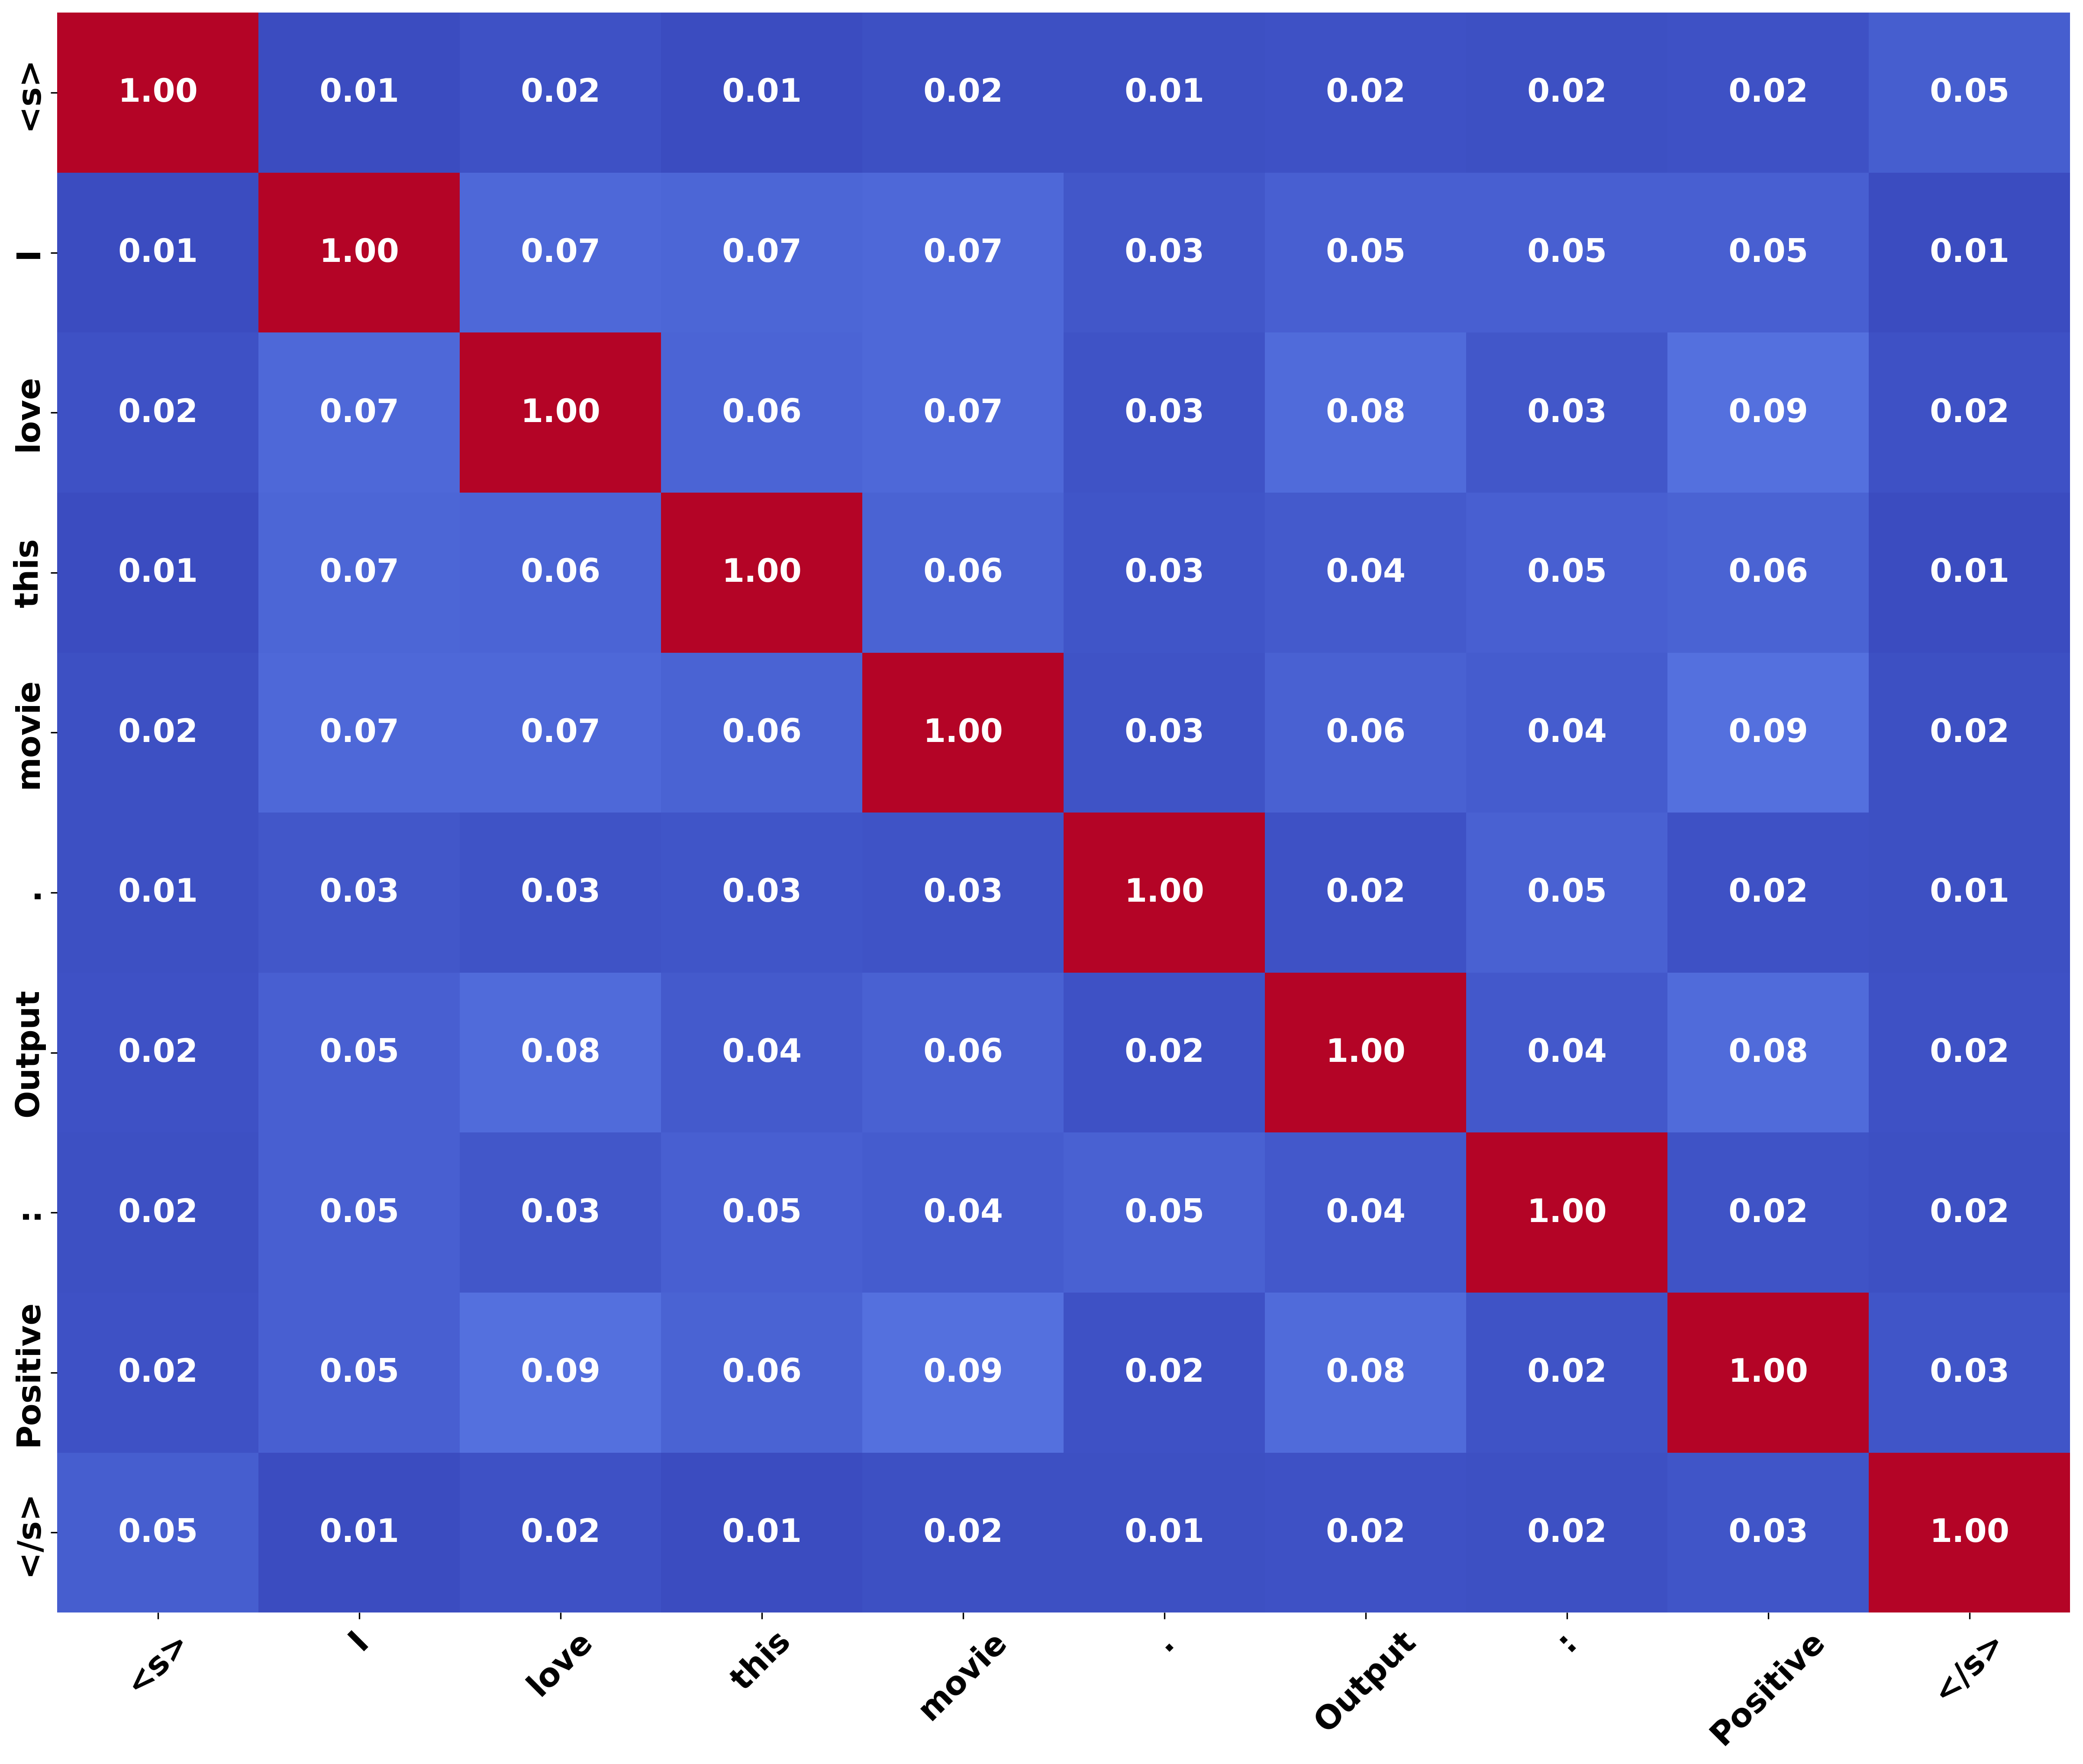 <s> 1.00 0.01 0.02 0.01 0.02 0.01 0.02 0.02 0.02 0.05
I 0.01 1.00 0.07 0.07 0.07 0.03 0.05 0.05 0.05 0.01
love 0.02 0.07 1.00 0.06 0.07 0.03 0.08 0.03 0.09 0.02
this 0.01 0.07 0.06 1.00 0.06 0.03 0.04 0.05 0.06 0.01
movie 0.02 0.07 0.07 0.06 1.00 0.03 0.06 0.04 0.09 0.02
. 0.01 0.03 0.03 0.03 0.03 1.00 0.02 0.05 0.02 0.01
Output 0.02 0.05 0.08 0.04 0.06 0.02 1.00 0.04 0.08 0.02
: 0.02 0.05 0.03 0.05 0.04 0.05 0.04 1.00 0.02 0.02
Positive 0.02 0.05 0.09 0.06 0.09 0.02 0.08 0.02 1.00 0.03
</s> 0.05 0.01 0.02 0.01 0.02 0.01 0.02 0.02 0.03 1.00
<s> I love this movie . Output : Positive </s>